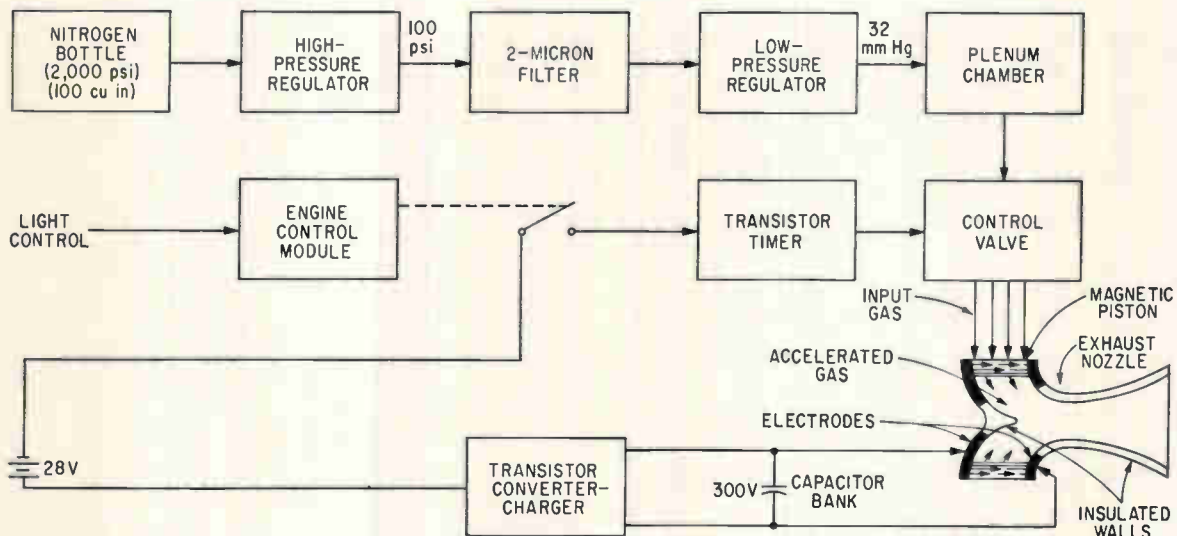 NITROGEN
BOTTLE
(2,000 psi)
(100 cu in)
HIGH-
PRESSURE
REGULATOR
100
psi
2-MICRON
FILTER
LOW-
PRESSURE
REGULATOR
32
mm Hg
PLENUM
CHAMBER
LIGHT
CONTROL
ENGINE
CONTROL
MODULE
TRANSISTOR
TIMER
CONTROL
VALVE
INPUT
GAS
MAGNETIC
PISTON
ACCELERATED
GAS
EXHAUST
NOZZLE
ELECTRODES
28V
TRANSISTOR
CONVERTER-
CHARGER
300V
CAPACITOR
BANK
INSULATED
WALLS